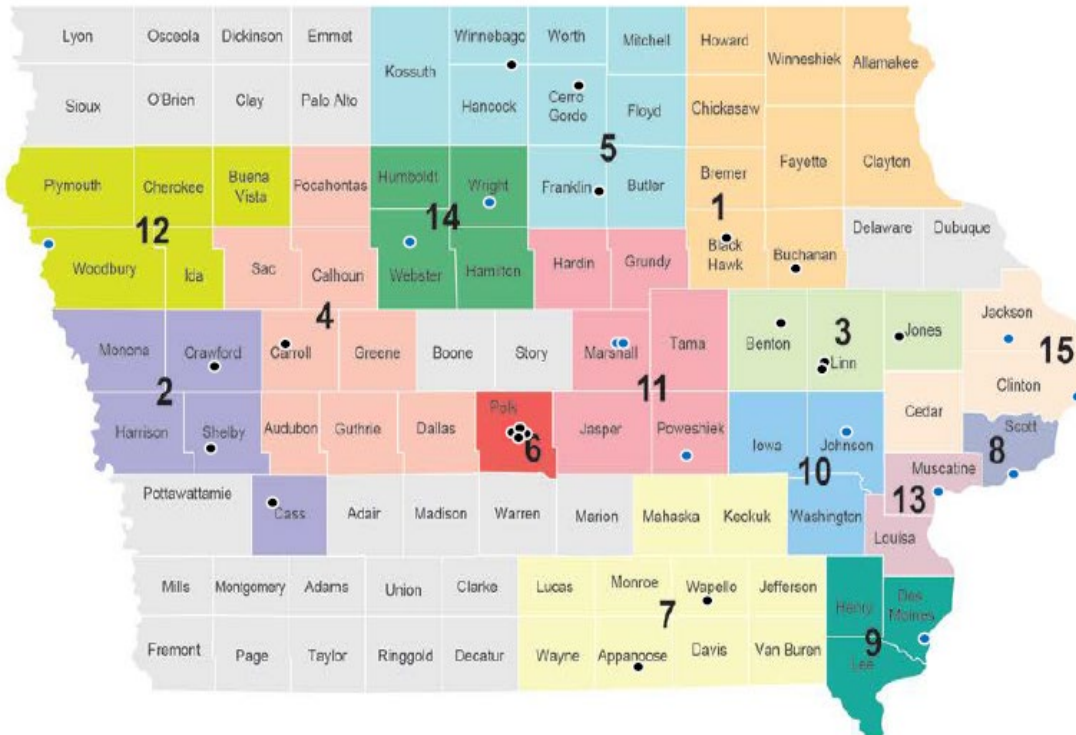 Lyon Osceola Dickinson Emmet
Kossuth
Winnebago Worth Mitchell
Howard Winneshiek Allamakee
Sioux O'Brien Clay Palo Alto
Hancock Cerro
Gordo Floyd
Chickasaw
5
Fayette Clayton
Plymouth Cherokee Buena
Vista Pocahontas
Humboldt Wright
Franklin Butler
Bremer
12
14
1
Delaware Dubuque
Woodbury Ida Sac Calhoun
Webster Hamilton
Hardin Grundy
Black
Hawk Buchanan
4
Monona Crawford Carroll Greene Boone Story Marshall Tama
Benton 3 Linn Jones Jackson
15
2
11
Clinton
Harrison Shelby Audubon Guthrie Dallas Polk
6
Jasper Poweshiek Iowa Johnson Cedar
Scott
8
10
Muscatine
13
Pottawattamie Cass Adair Madison Warren Marion Mahaska Keokuk Washington
Louisa
Mills Montgomery Adams Union Clarke Lucas Monroe Wapello Jefferson
Henry Des
Moines
7
9
Fremont Page Taylor Ringgold Decatur Wayne Appanoose Davis Van Buren Lee